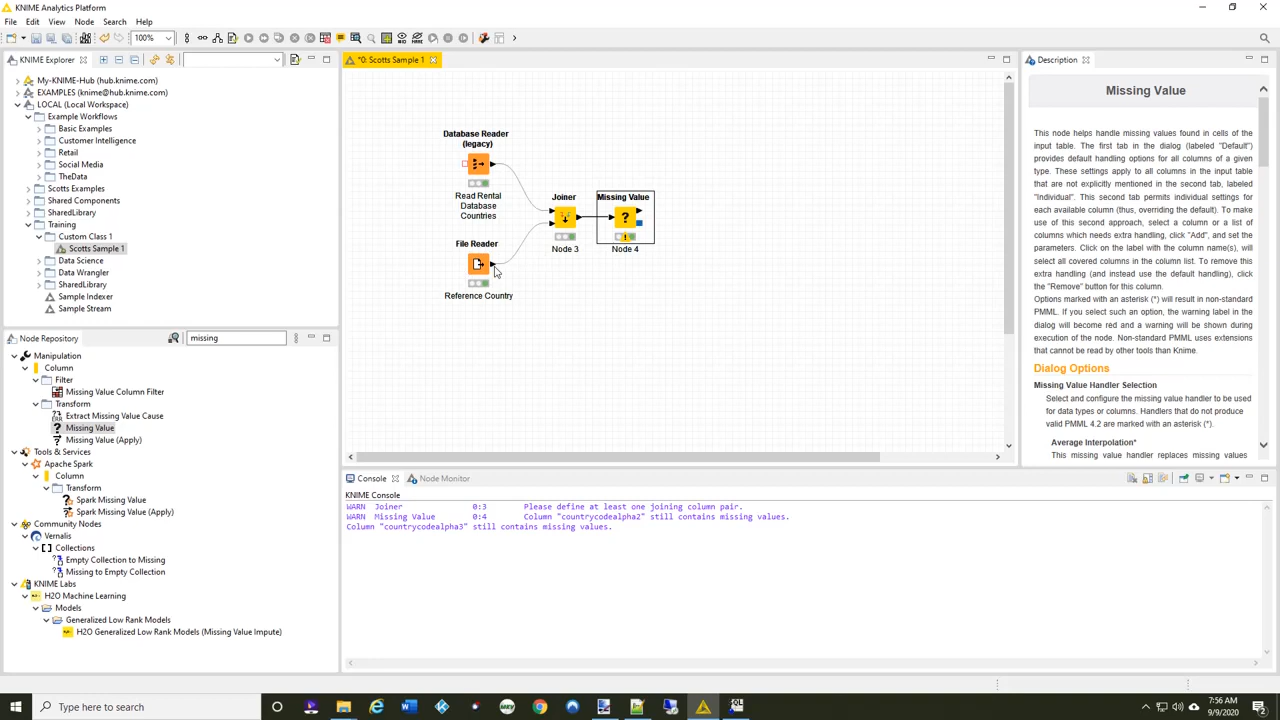 KNIME Analytics Platform
File Edit View Node Search Help
100%
KNIME Explorer
My-KNIME-Hub (hub.knime.com)
EXAMPLES (knime@hub.knime.com)
LOCAL (Local Workspace)
Example Workflows
Basic Examples
Customer Intelligence
Retail
Social Media
TheData
Scotts Examples
Shared Components
SharedLibrary
Training
Custom Class 1
Scotts Sample 1
Data Science
Data Wrangler
SharedLibrary
Sample Indexer
Sample Stream
Node Repository
missing
Manipulation
Column
Filter
Missing Value Column Filter
Transform
Extract Missing Value Cause
Missing Value
Missing Value (Apply)
Tools & Services
Apache Spark
Column
Transform
Spark Missing Value
Spark Missing Value (Apply)
Community Nodes
Vernalis
Collections
Empty Collection to Missing
Missing to Empty Collection
KNIME Labs
H2O Machine Learning
Models
Generalized Low Rank Models
H2O Generalized Low Rank Models (Missing Value Impute)
*0: Scotts Sample 1
Database Reader
(legacy)
Read Rental
Database
Countries
File Reader
Reference Country
Joiner
Node 3
Missing Value
?
Node 4
Console
Node Monitor
KNIME Console
WARN Joiner 0:3 Please define at least one joining column pair.
WARN Missing Value 0:4 Column "countrycodealpha2" still contains missing values.
Column "countrycodealpha3" still contains missing values.
Description
Missing Value
This node helps handle missing values found in cells of the
input table. The first tab in the dialog (labeled "Default")
provides default handling options for all columns of a given
type. These settings apply to all columns in the input table
that are not explicitly mentioned in the second tab, labeled
"Individual". This second tab permits individual settings for
each available column (thus, overriding the default). To make
use of this second approach, select a column or a list of
columns which needs extra handling, click "Add", and set the
parameters. Click on the label with the column name(s), will
select all covered columns in the column list. To remove this
extra handling (and instead use the default handling), click
the "Remove" button for this column.
Options marked with an asterisk (*) will result in non-standard
PMML. If you select such an option, the warning label in the
dialog will become red and a warning will be shown during
execution of the node. Non-standard PMML uses extensions
that cannot be read by other tools than Knime.
Dialog Options
Missing Value Handler Selection
Select and configure the missing value handler to be used
for data types or columns. Handlers that do not produce
valid PMML 4.2 are marked with an asterisk (*).
Average Interpolation*
This missing value handler replaces missing values
Type here to search
7:56 AM
9/9/2020